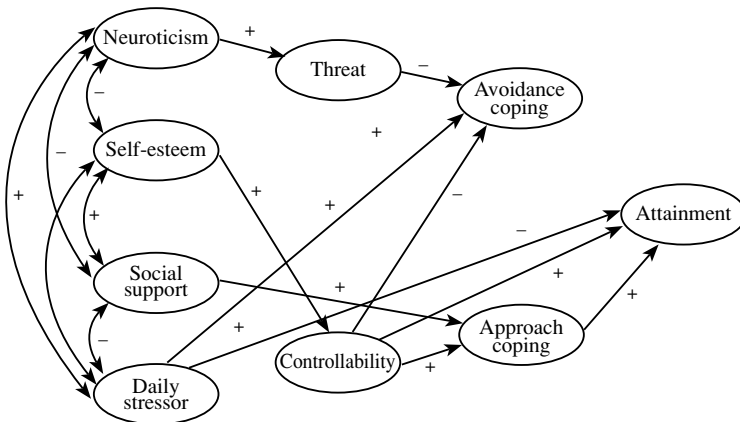 Neuroticism
+
Threat
–
Avoidance
coping
–
+
Self-esteem
–
+
+
–
+
+
Attainment
–
+
Social
support
+
+
+
+
Approach
coping
–
Controllability
+
Daily
stressor